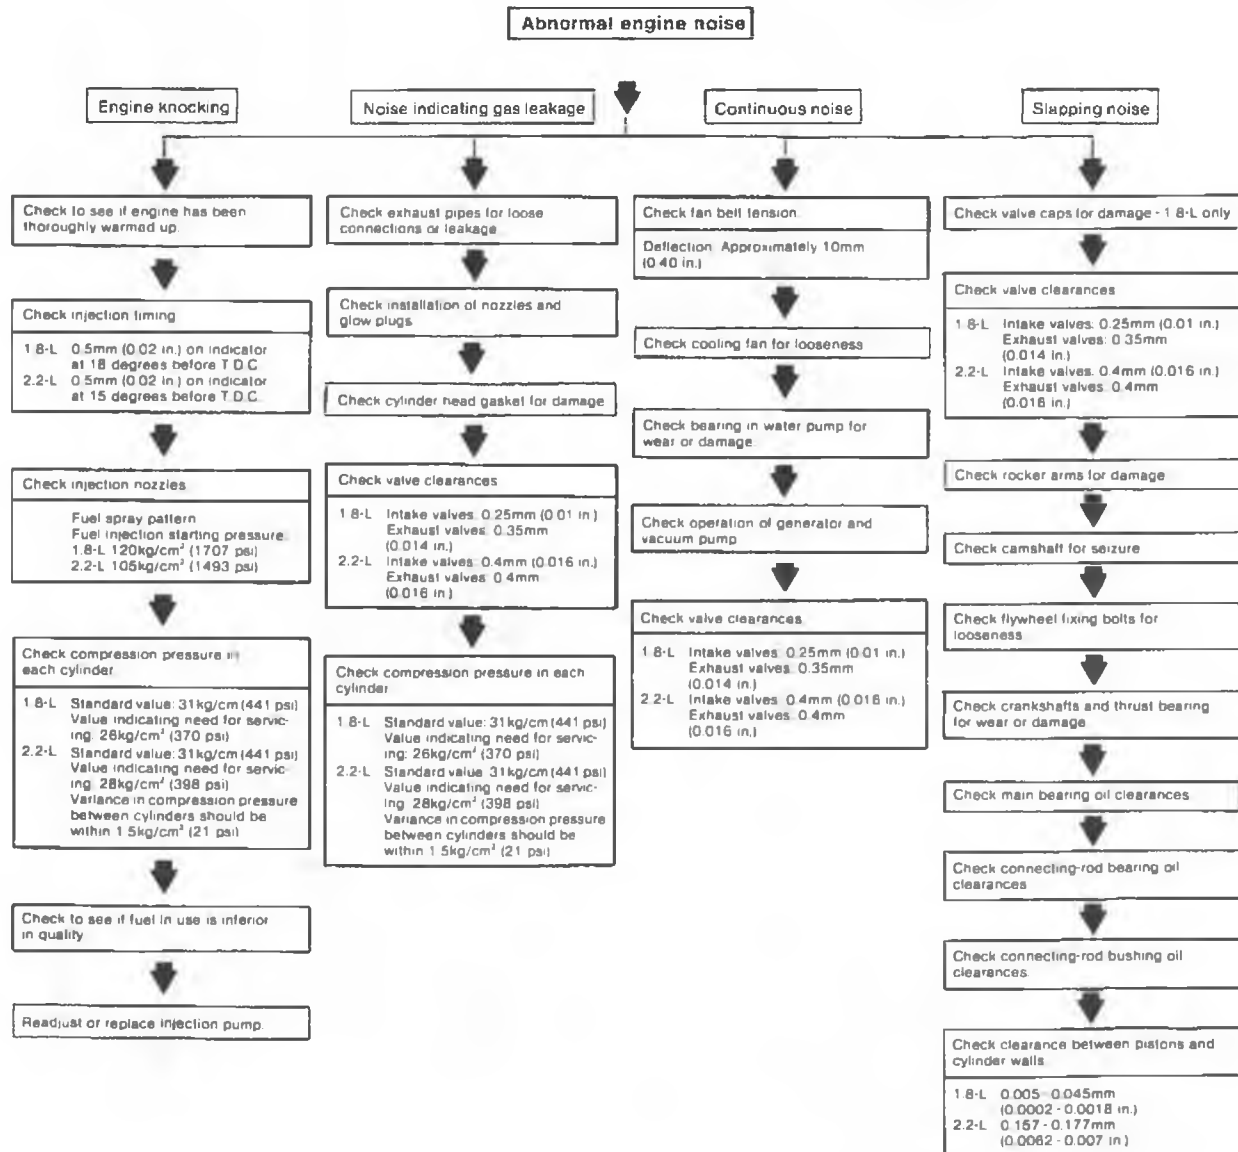 Abnormal engine noise
Engine knocking
Check to see if engine has been
thoroughly warmed up.
Check injection timing
1.8-L 0.5mm (0.02 in.) on indicator
at 18 degrees before T.D.C.
2.2-L 0.5mm (0.02 in.) on indicator
at 15 degrees before T.D.C.
Check injection nozzles
Fuel spray pattern
Fuel injection starting pressure
1.8-L 120kg/cm² (1707 psi)
2.2-L 105kg/cm² (1493 psi)
Check compression pressure in
each cylinder
1.8-L Standard value: 31kg/cm (441 psi)
Value indicating need for servic-
ing: 26kg/cm² (370 psi)
2.2-L Standard value: 31kg/cm (441 psi)
Value indicating need for servic-
ing: 28kg/cm² (398 psi)
Variance in compression pressure
between cylinders should be
within 1.5kg/cm² (21 psi)
Check to see if fuel in use is inferior
in quality
Readjust or replace injection pump.
Noise indicating gas leakage
Check exhaust pipes for loose
connections or leakage
Check installation of nozzles and
glow plugs
Check cylinder head gasket for damage
Check valve clearances
1.8-L Intake valves: 0.25mm (0.01 in.)
Exhaust valves: 0.35mm
(0.014 in.)
2.2-L Intake valves: 0.4mm (0.016 in.)
Exhaust valves: 0.4mm
(0.016 in.)
Check compression pressure in each
cylinder
1.8-L Standard value: 31kg/cm (441 psi)
Value indicating need for servic-
ing: 26kg/cm² (370 psi)
2.2-L Standard value: 31kg/cm (441 psi)
Value indicating need for servic-
ing: 28kg/cm² (398 psi)
Variance in compression pressure
between cylinders should be
within 1.5kg/cm² (21 psi)
Continuous noise
Check fan belt tension.
Deflection: Approximately 10mm
(0.40 in.)
Check cooling fan for looseness
Check bearing in water pump for
wear or damage
Check operation of generator and
vacuum pump
Check valve clearances
1.8-L Intake valves: 0.25mm (0.01 in.)
Exhaust valves: 0.35mm
(0.014 in.)
2.2-L Intake valves: 0.4mm (0.016 in.)
Exhaust valves: 0.4mm
(0.016 in.)
Slapping noise
Check valve caps for damage - 1.8-L only
Check valve clearances
1.8-L Intake valves: 0.25mm (0.01 in.)
Exhaust valves: 0.35mm
(0.014 in.)
2.2-L Intake valves: 0.4mm (0.016 in.)
Exhaust valves: 0.4mm
(0.016 in.)
Check rocker arms for damage
Check camshaft for seizure
Check flywheel fixing bolts for
looseness
Check crankshafts and thrust bearing
for wear or damage
Check main bearing oil clearances
Check connecting-rod bearing oil
clearances
Check connecting-rod bushing oil
clearances.
Check clearance between pistons and
cylinder walls
1.8-L 0.005 - 0.045mm
(0.0002 - 0.0018 in.)
2.2-L 0.157 - 0.177mm
(0.0062 - 0.007 in.)